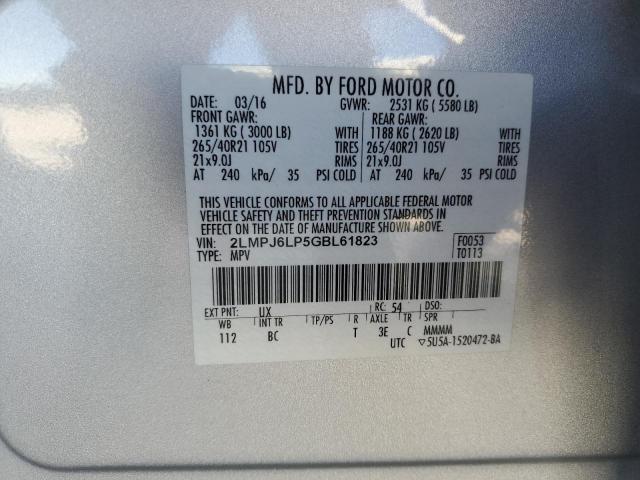 MFD. BY FORD MOTOR CO.
DATE: 03/16 GVWR: 2531 KG ( 5580 LB)
FRONT GAWR: REAR GAWR:
1361 KG ( 3000 LB) WITH 1188 KG ( 2620 LB) WITH
265/40R21 105V TIRES 265/40R21 105V TIRES
21x9.0J RIMS 21x9.0J RIMS
AT 240 kPa/ 35 PSI COLD AT 240 kPa/ 35 PSI COLD
THIS VEHICLE CONFORMS TO ALL APPLICABLE FEDERAL MOTOR
VEHICLE SAFETY AND THEFT PREVENTION STANDARDS IN
EFFECT ON THE DATE OF MANUFACTURE SHOWN ABOVE.
VIN: 2LMPJ6LP5GBL61823 F0053
TYPE: MPV T0113
EXT PNT: UX RC: 54 DSO:
WB INT TR TP/PS R AXLE TR SPR
112 BC T 3E C MMMM
UTC ▽5U5A-1520472-BA